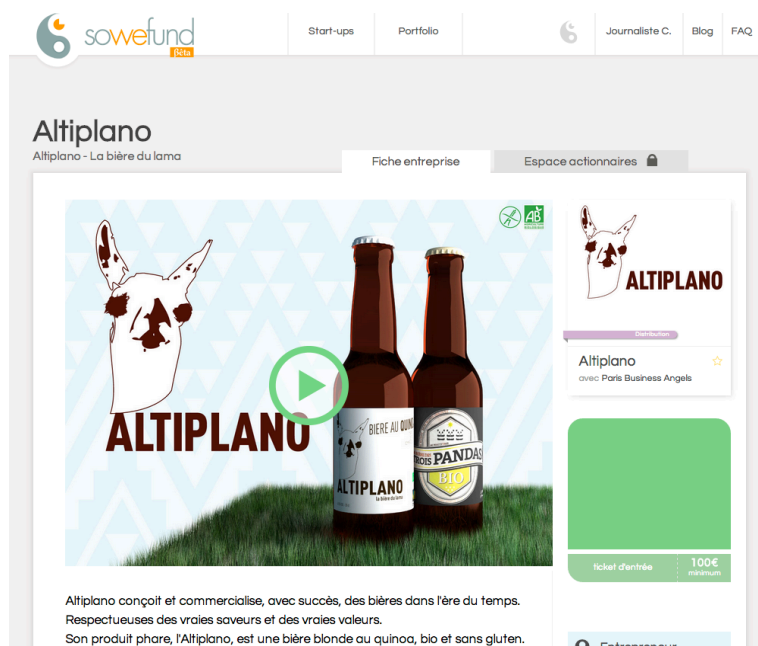 sowefund
Bêta
Start-ups
Portfolio
Journaliste C.
Blog
FAQ
Altiplano
Altiplano - La bière du lama
Fiche entreprise
Espace actionnaires
AB
ALTIPLANO
BIERE AU QUIN
ALTIPLANO
la bière du lama
TROIS PANDAS
BIO
ALTIPLANO
Distribution
Altiplano
avec Paris Business Angels
ticket d'entrée
100€
minimum
Altiplano conçoit et commercialise, avec succès, des bières dans l'ère du temps.
Respectueuses des vraies saveurs et des vraies valeurs.
Son produit phare, l'Altiplano, est une bière blonde au quinoa, bio et sans gluten.
Entrepreneur